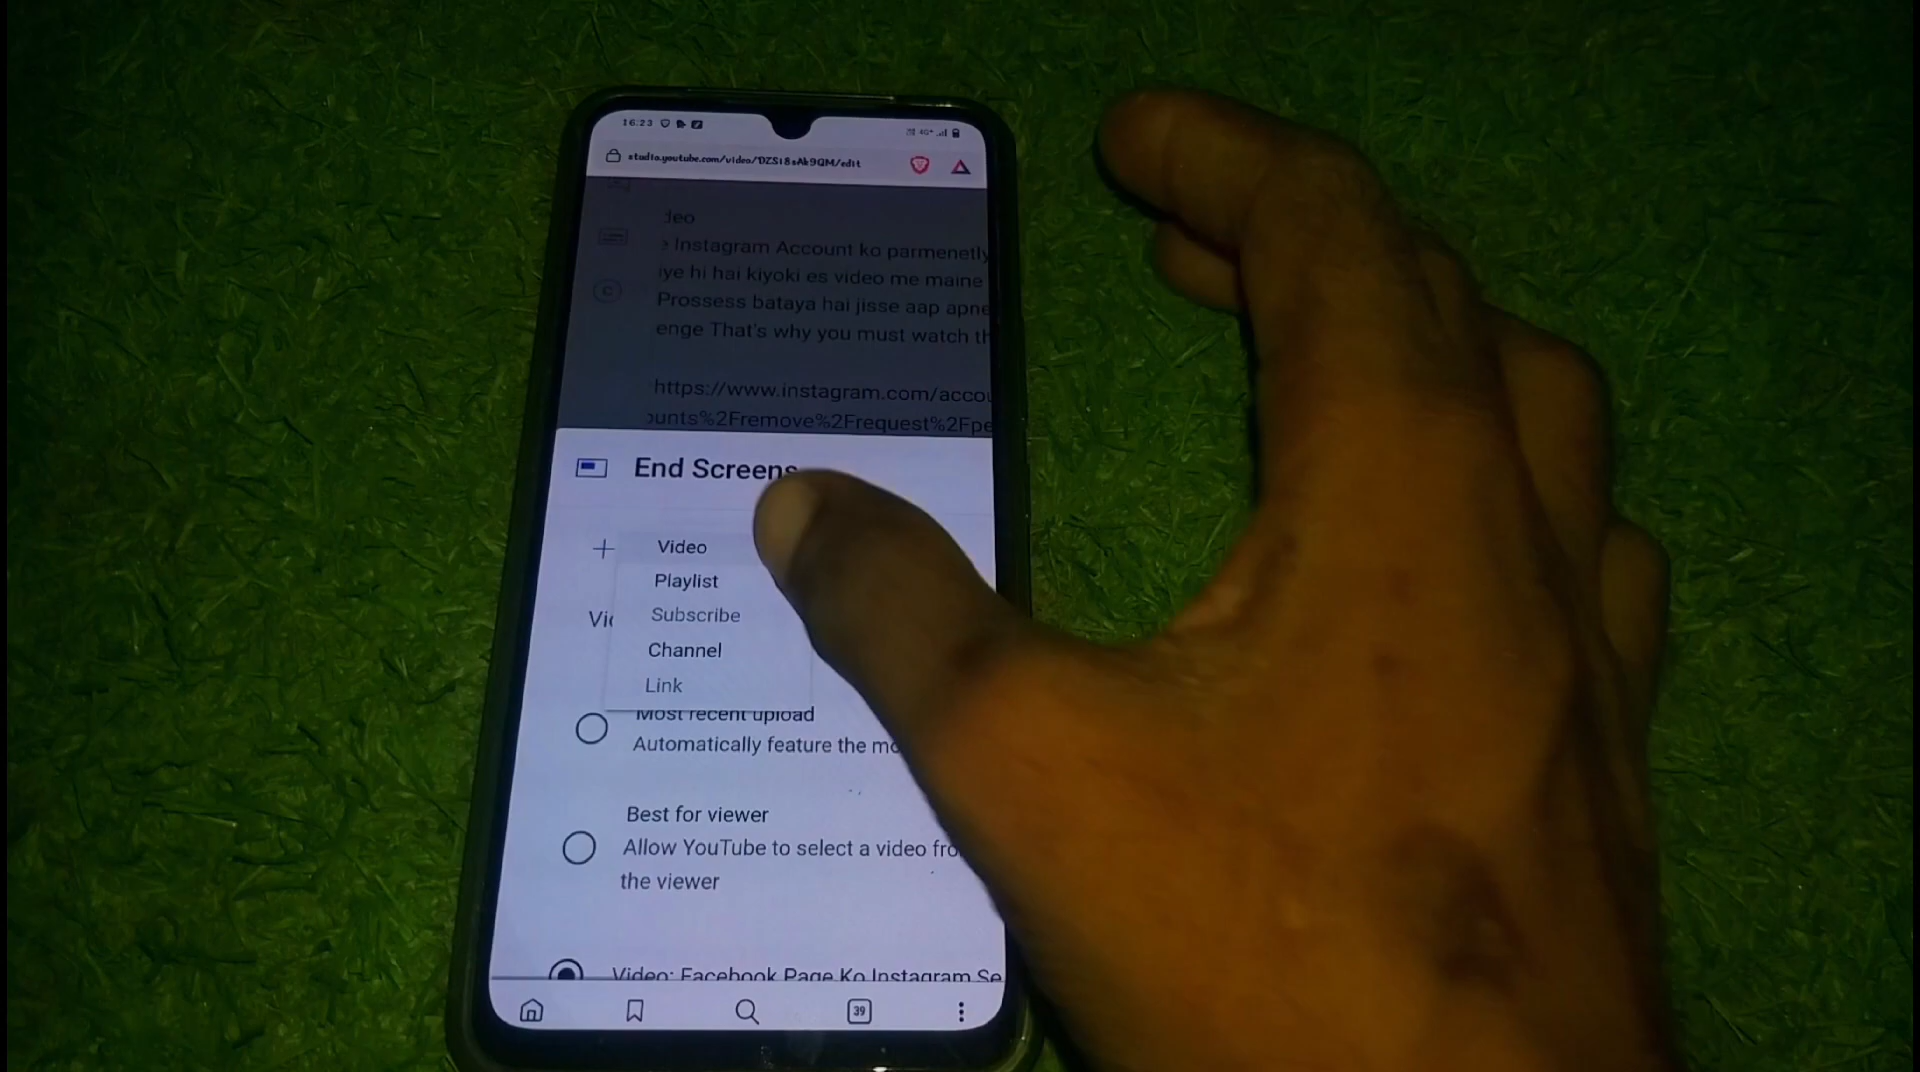 16:23
4G+
studio.youtube.com/video/DZSi8sAk9QM/edit
deo
Instagram Account ko parmenetly
iye hi hai kiyoki es video me maine
Prossess bataya hai jisse aap apne
enge That's why you must watch th
https://www.instagram.com/accou
ounts%2Fremove%2Frequest%2Fpe
End Screens
Video
Playlist
Subscribe
Vi
Channel
Link
Most recent upload
Automatically feature the mo
Best for viewer
Allow YouTube to select a video fro
the viewer
Video: Facebook Page Ko Instagram Se
39